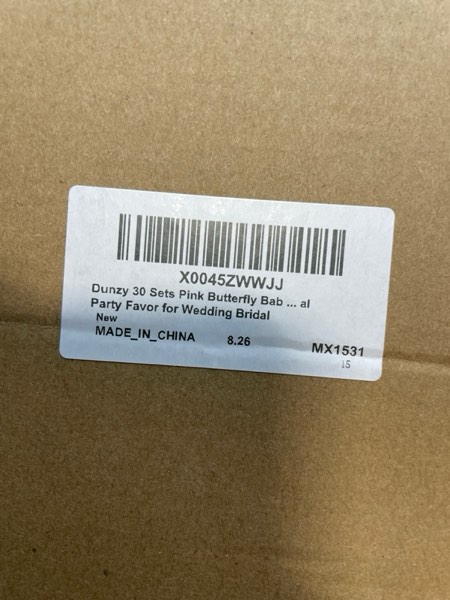 X0045ZWWJJ
Dunzy 30 Sets Pink Butterfly Bab ... al
Party Favor for Wedding Bridal
New
MADE_IN_CHINA 8.26 MX1531
15